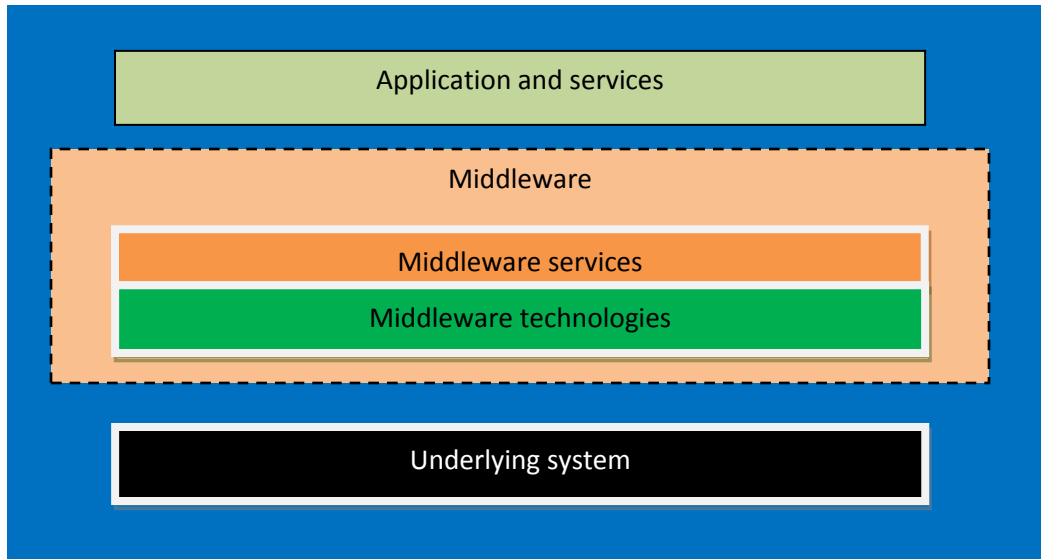 Application and services
Middleware
Middleware services
Middleware technologies
Underlying system